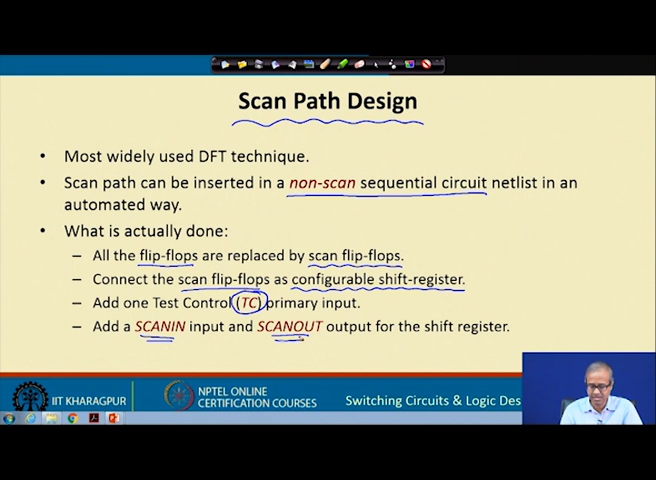 Scan Path Design
• Most widely used DFT technique.
• Scan path can be inserted in a non-scan sequential circuit netlist in an
automated way.
• What is actually done:
– All the flip-flops are replaced by scan flip-flops.
– Connect the scan flip-flops as configurable shift-register.
– Add one Test Control (TC) primary input.
– Add a SCANIN input and SCANOUT output for the shift register.
IIT KHARAGPUR
NPTEL ONLINE
CERTIFICATION COURSES
Switching Circuits & Logic Des